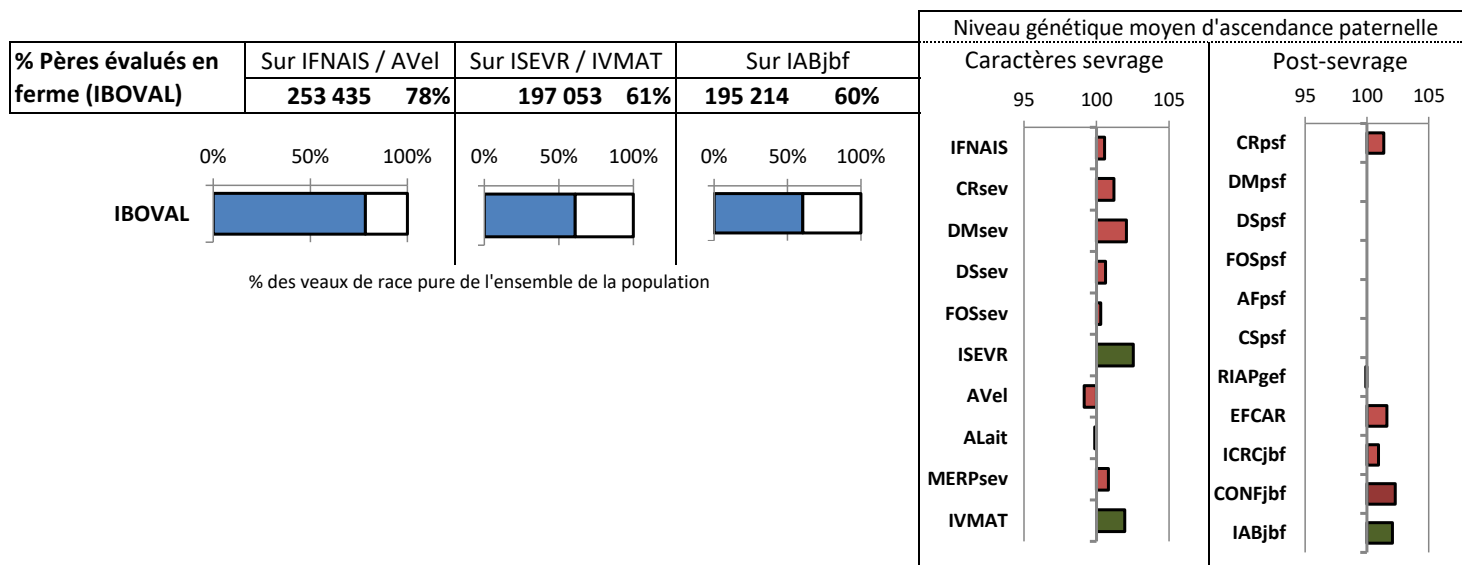 % Pères évalués en ferme (IBOVAL)
Sur IFNAIS / AVel
Sur ISEVR / IVMAT
Sur IABjbf
253 435 78%
197 053 61%
195 214 60%
0% 50% 100%
0% 50% 100%
0% 50% 100%
IBOVAL
% des veaux de race pure de l'ensemble de la population
Niveau génétique moyen d'ascendance paternelle
Caractères sevrage
95 100 105
IFNAIS
CRsev
DMsev
DSsev
FOSsev
ISEVR
AVel
ALait
MERPsev
IVMAT
Post-sevrage
95 100 105
CRpsf
DMpsf
DSpsf
FOSpsf
AFpsf
CSpsf
RIAPgef
EFCAR
ICRCjbf
CONFjbf
IABjbf